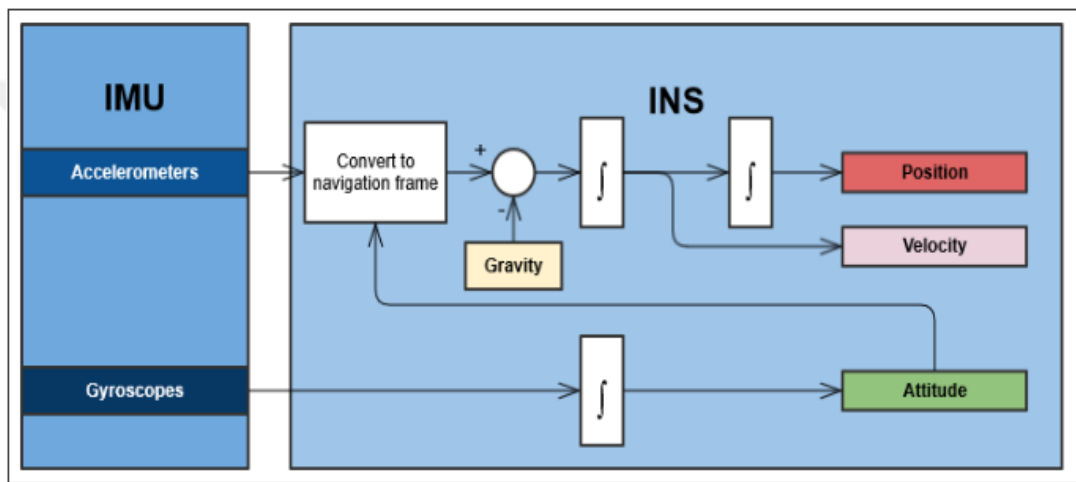 IMU
INS
Accelerometers
Convert to
navigation frame
+
-
∫
∫
Position
Velocity
Gravity
Gyroscopes
∫
Attitude